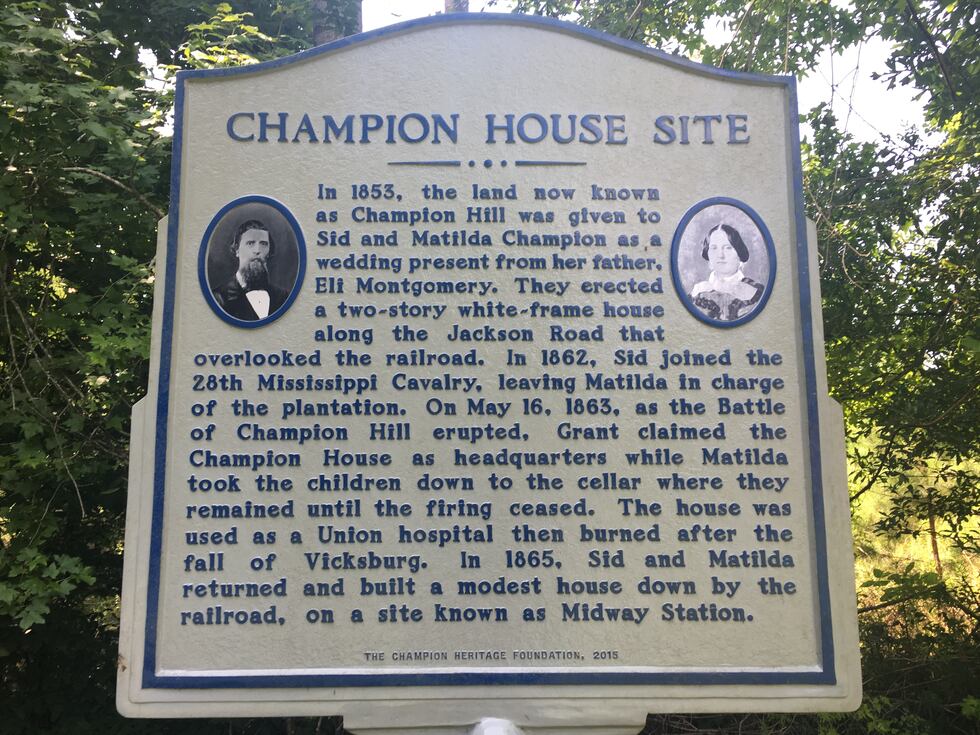 CHAMPION HOUSE SITE
In 1853, the land now known
as Champion Hill was given to
Sid and Matilda Champion as a
wedding present from her father,
Eli Montgomery. They erected
a two-story white-frame house
along the Jackson Road that
overlooked the railroad. In 1862, Sid joined the
28th Mississippi Cavalry, leaving Matilda in charge
of the plantation. On May 16, 1863, as the Battle
of Champion Hill erupted, Grant claimed the
Champion House as headquarters while Matilda
took the children down to the cellar where they
remained until the firing ceased. The house was
used as a Union hospital then burned after the
fall of Vicksburg. In 1865, Sid and Matilda
returned and built a modest house down by the
railroad, on a site known as Midway Station.
THE CHAMPION HERITAGE FOUNDATION, 2015